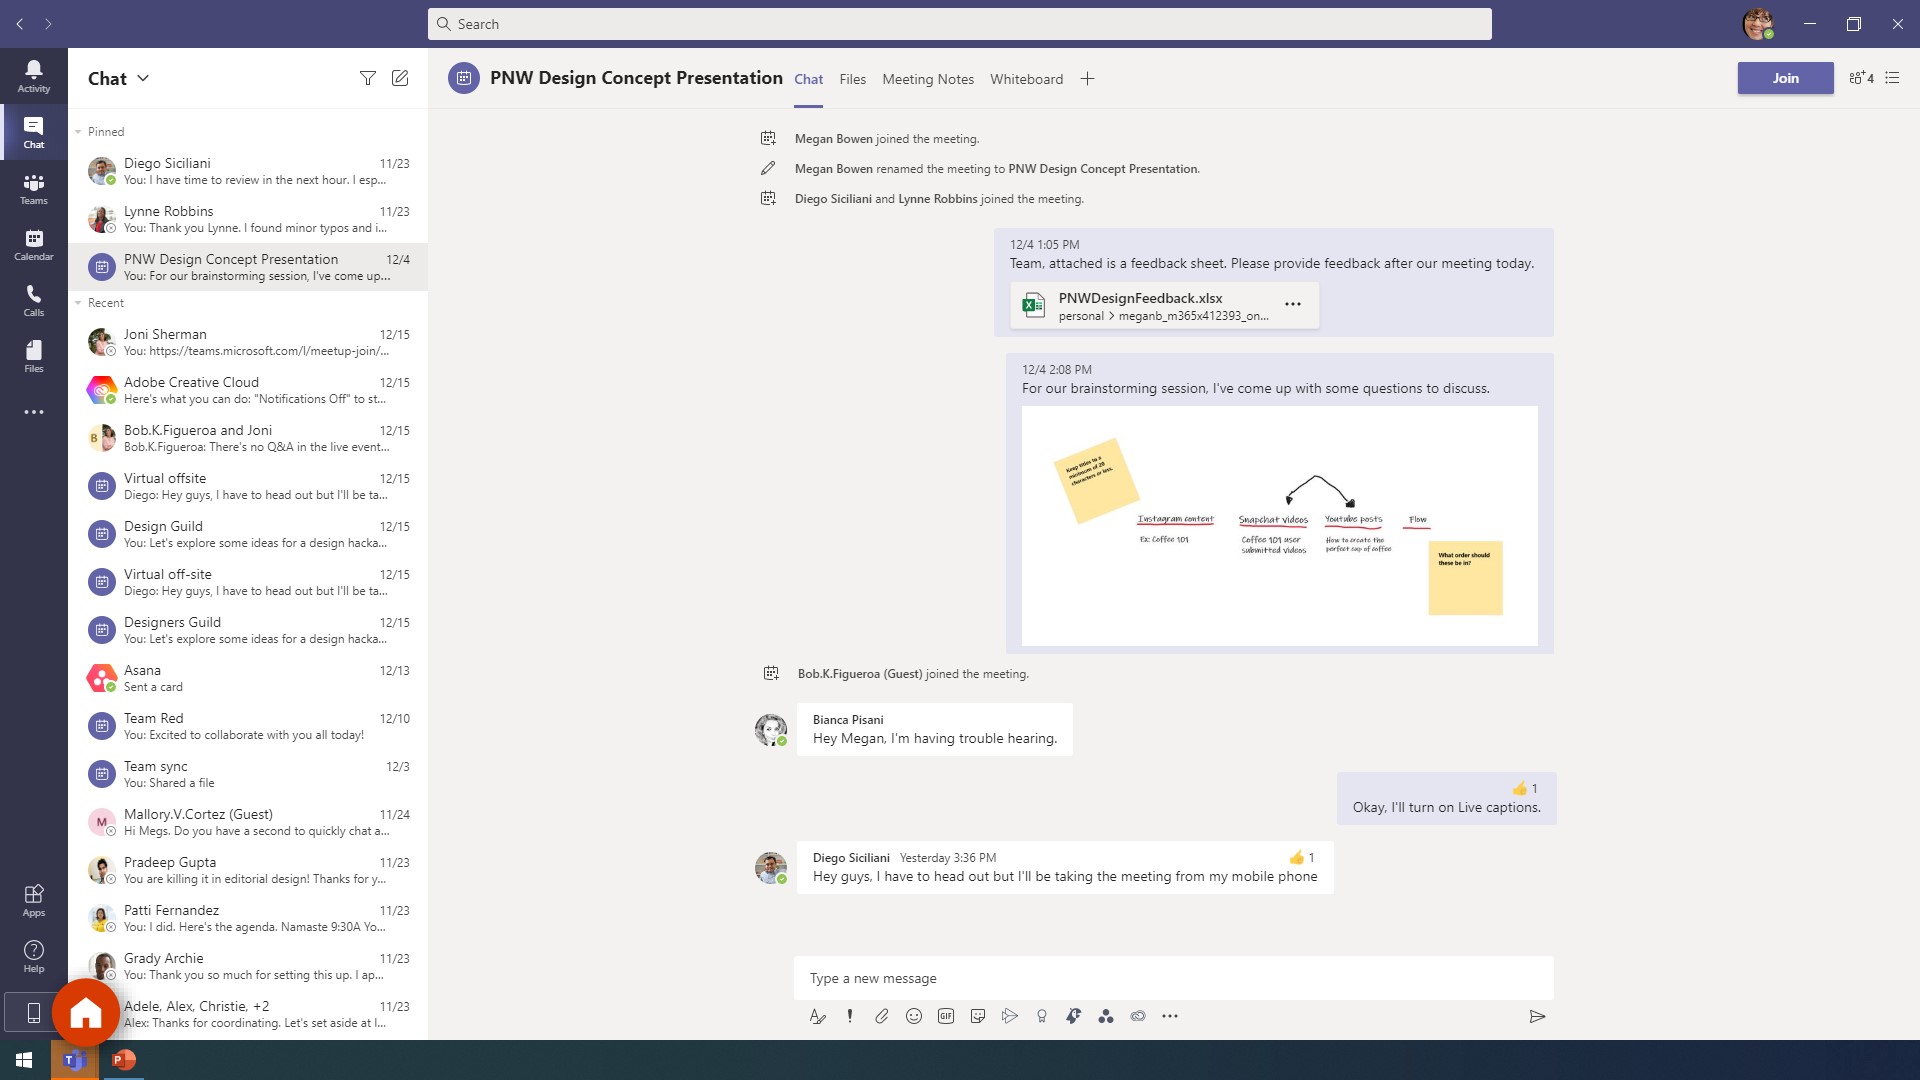 Search
Activity
Chat
Teams
Calendar
Calls
Files
Apps
Help
Chat
Pinned
Diego Siciliani 11/23
You: I have time to review in the next hour. I esp...
Lynne Robbins 11/23
You: Thank you Lynne. I found minor typos and i...
PNW Design Concept Presentation 12/4
You: For our brainstorming session, I've come up...
Recent
Joni Sherman 12/15
You: https://teams.microsoft.com/l/meetup-join/...
Adobe Creative Cloud 12/15
Here's what you can do: "Notifications Off" to st...
Bob.K.Figueroa and Joni 12/15
Bob.K.Figueroa: There's no Q&A in the live event...
Virtual offsite 12/15
Diego: Hey guys, I have to head out but I'll be ta...
Design Guild 12/15
You: Let's explore some ideas for a design hacka...
Virtual off-site 12/15
Diego: Hey guys, I have to head out but I'll be ta...
Designers Guild 12/15
You: Let's explore some ideas for a design hacka...
Asana 12/13
Sent a card
Team Red 12/10
You: Excited to collaborate with you all today!
Team sync 12/3
You: Shared a file
Mallory.V.Cortez (Guest) 11/24
Hi Megs. Do you have a second to quickly chat a...
Pradeep Gupta 11/23
You are killing it in editorial design! Thanks for y...
Patti Fernandez 11/23
You: I did. Here's the agenda. Namaste 9:30A Yo...
Grady Archie 11/23
You: Thank you so much for setting this up. I ap...
Adele, Alex, Christie, +2 11/23
Alex: Thanks for coordinating. Let's set aside at l...
B
M
PNW Design Concept Presentation Chat Files Meeting Notes Whiteboard
Join
4
Megan Bowen joined the meeting.
Megan Bowen renamed the meeting to PNW Design Concept Presentation.
Diego Siciliani and Lynne Robbins joined the meeting.
12/4 1:05 PM
Team, attached is a feedback sheet. Please provide feedback after our meeting today.
PNWDesignFeedback.xlsx
personal > meganb_m365x412393_on...
12/4 2:08 PM
For our brainstorming session, I've come up with some questions to discuss.
Keep titles to a
minimum of 20
characters or less.
Instagram content Snapchat videos Youtube posts Flow
Ex: Coffee 101
Coffee 101 user
submitted videos
How to create the
perfect cup of coffee
What order should
these be in?
Bob.K.Figueroa (Guest) joined the meeting.
Bianca Pisani
Hey Megan, I'm having trouble hearing.
1
Okay, I'll turn on Live captions.
Diego Siciliani Yesterday 3:36 PM 1
Hey guys, I have to head out but I'll be taking the meeting from my mobile phone
Type a new message
GIF
T
P